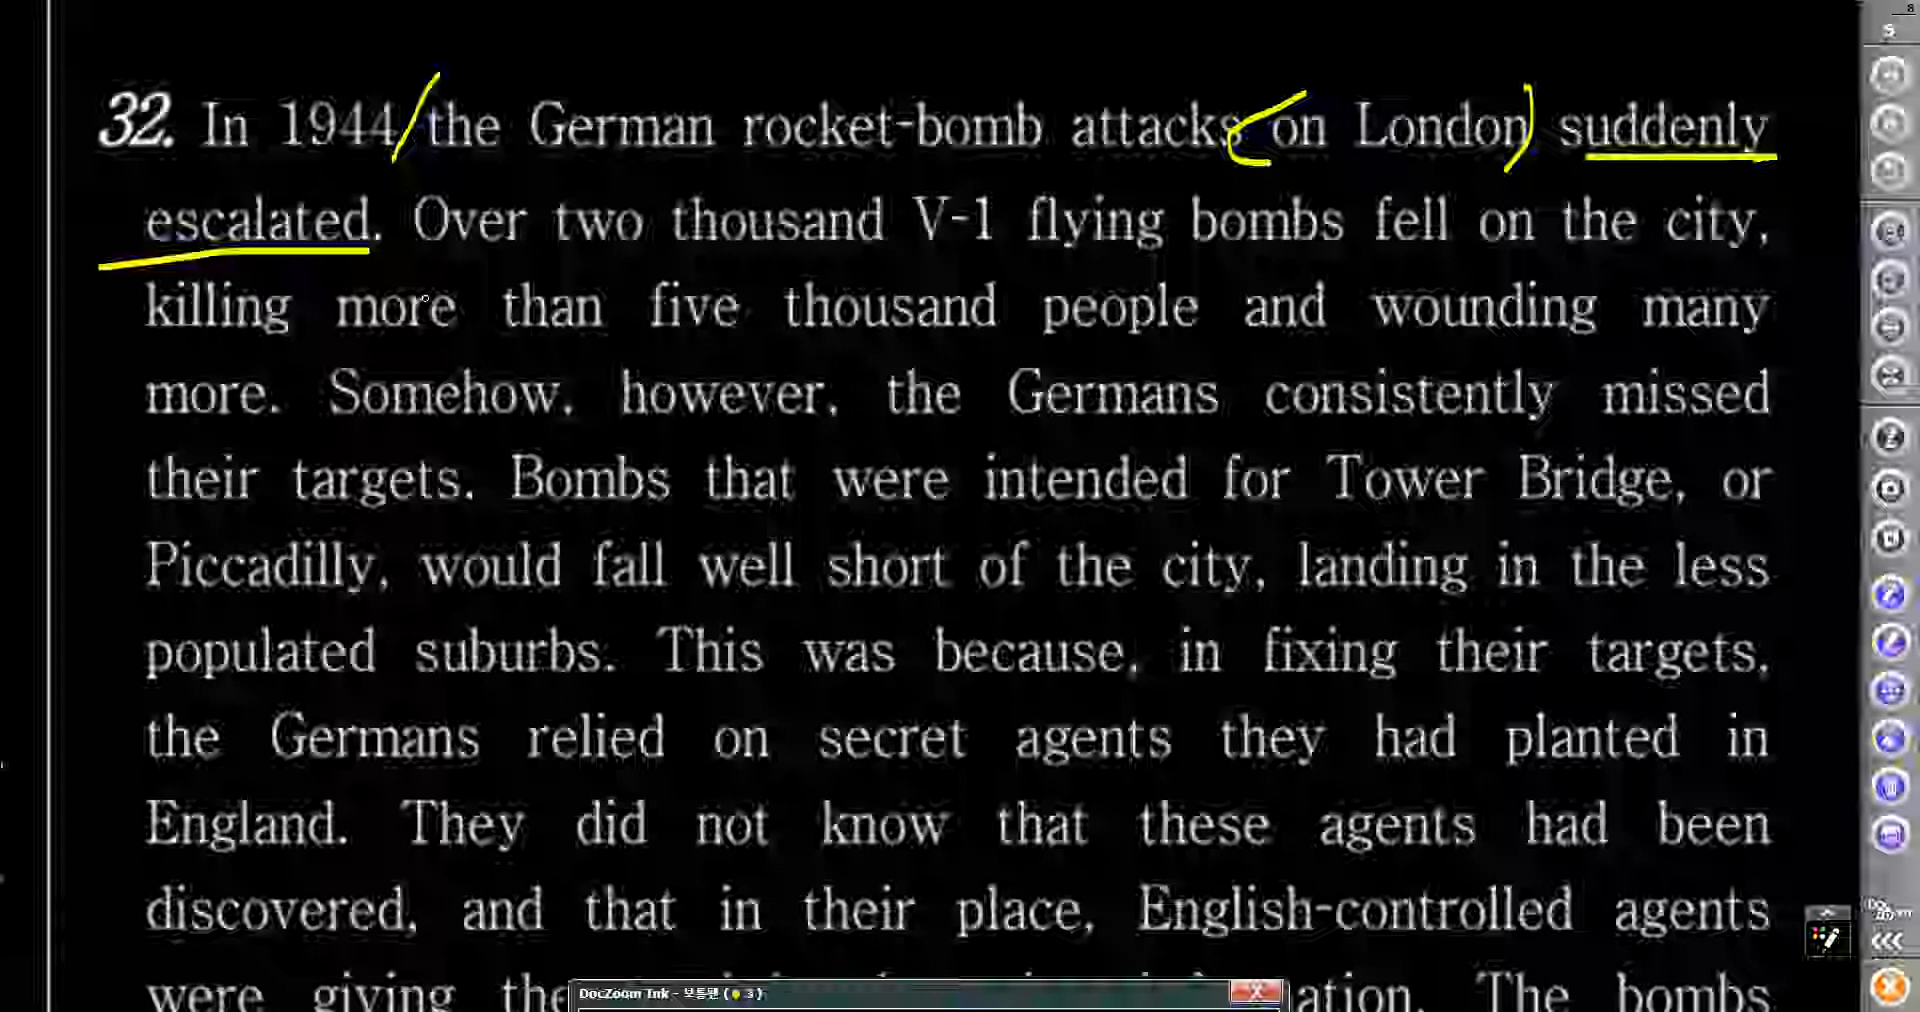 32. In 1944, the German rocket-bomb attacks on London suddenly
escalated. Over two thousand V-1 flying bombs fell on the city,
killing more than five thousand people and wounding many
more. Somehow, however, the Germans consistently missed
their targets. Bombs that were intended for Tower Bridge, or
Piccadilly, would fall well short of the city, landing in the less
populated suburbs. This was because, in fixing their targets,
the Germans relied on secret agents they had planted in
England. They did not know that these agents had been
discovered, and that in their place, English-controlled agents
were giving ation. The bombs
DocZoom Ink - 보통펜 ( 3 )